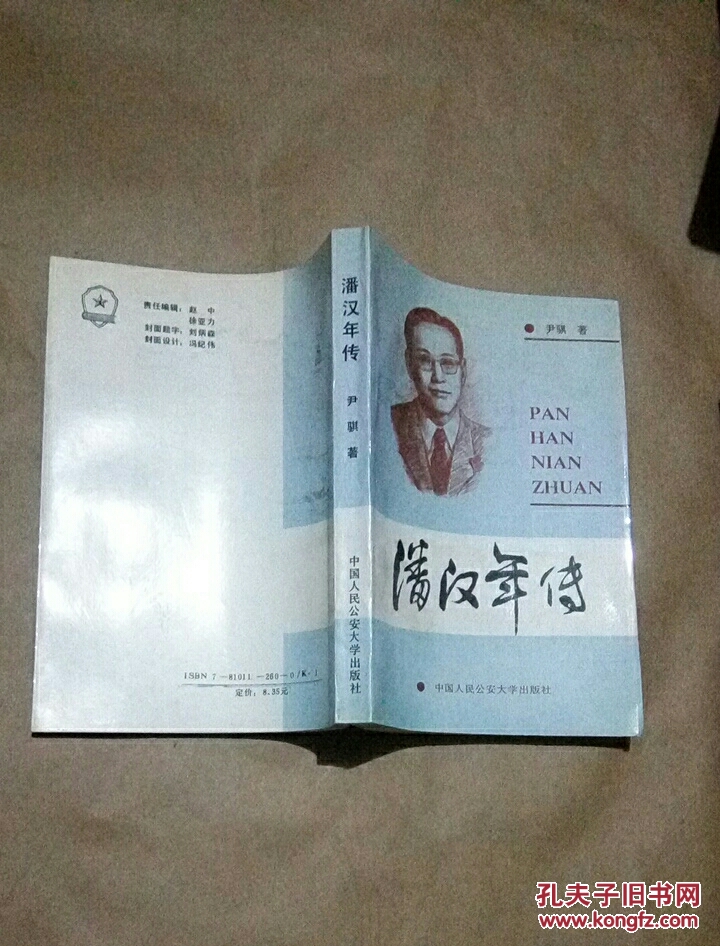 责任编辑：赵 中
徐亚力
封面题字：刘炳森
封面设计：冯纪伟
ISBN 7-81011-260-0/K·1
定价：8.35元
潘汉年传
尹骐 著
中国人民公安大学出版社
尹骐 著
PAN
HAN
NIAN
ZHUAN
潘汉年传
中国人民公安大学出版社
孔夫子旧书网
www.kongfz.com